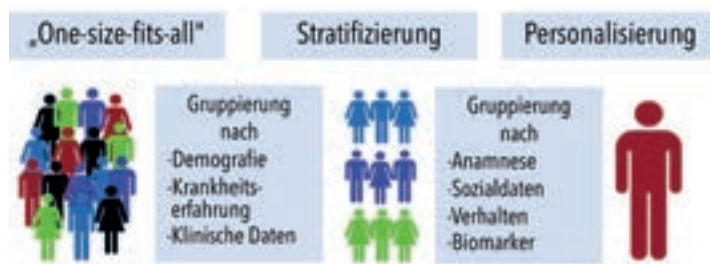 „One-size-fits-all"
Stratifizierung
Personalisierung
Gruppierung
nach
-Demografie
-Krankheits-
erfahrung
-Klinische Daten
Gruppierung
nach
-Anamnese
-Sozialdaten
-Verhalten
-Biomarker